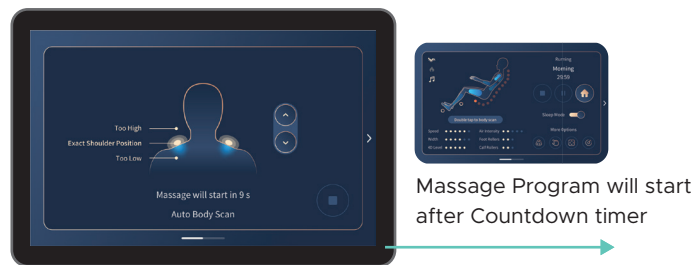 Too High
Exact Shoulder Position
Too Low
Massage will start in 9 s
Auto Body Scan
Running
Morning
29:59
Double tap to body scan
Sleep Mode
Speed
Air Intensity
More Options
Width
Foot Rollers
4D Level
Calf Rollers
Massage Program will start
after Countdown timer